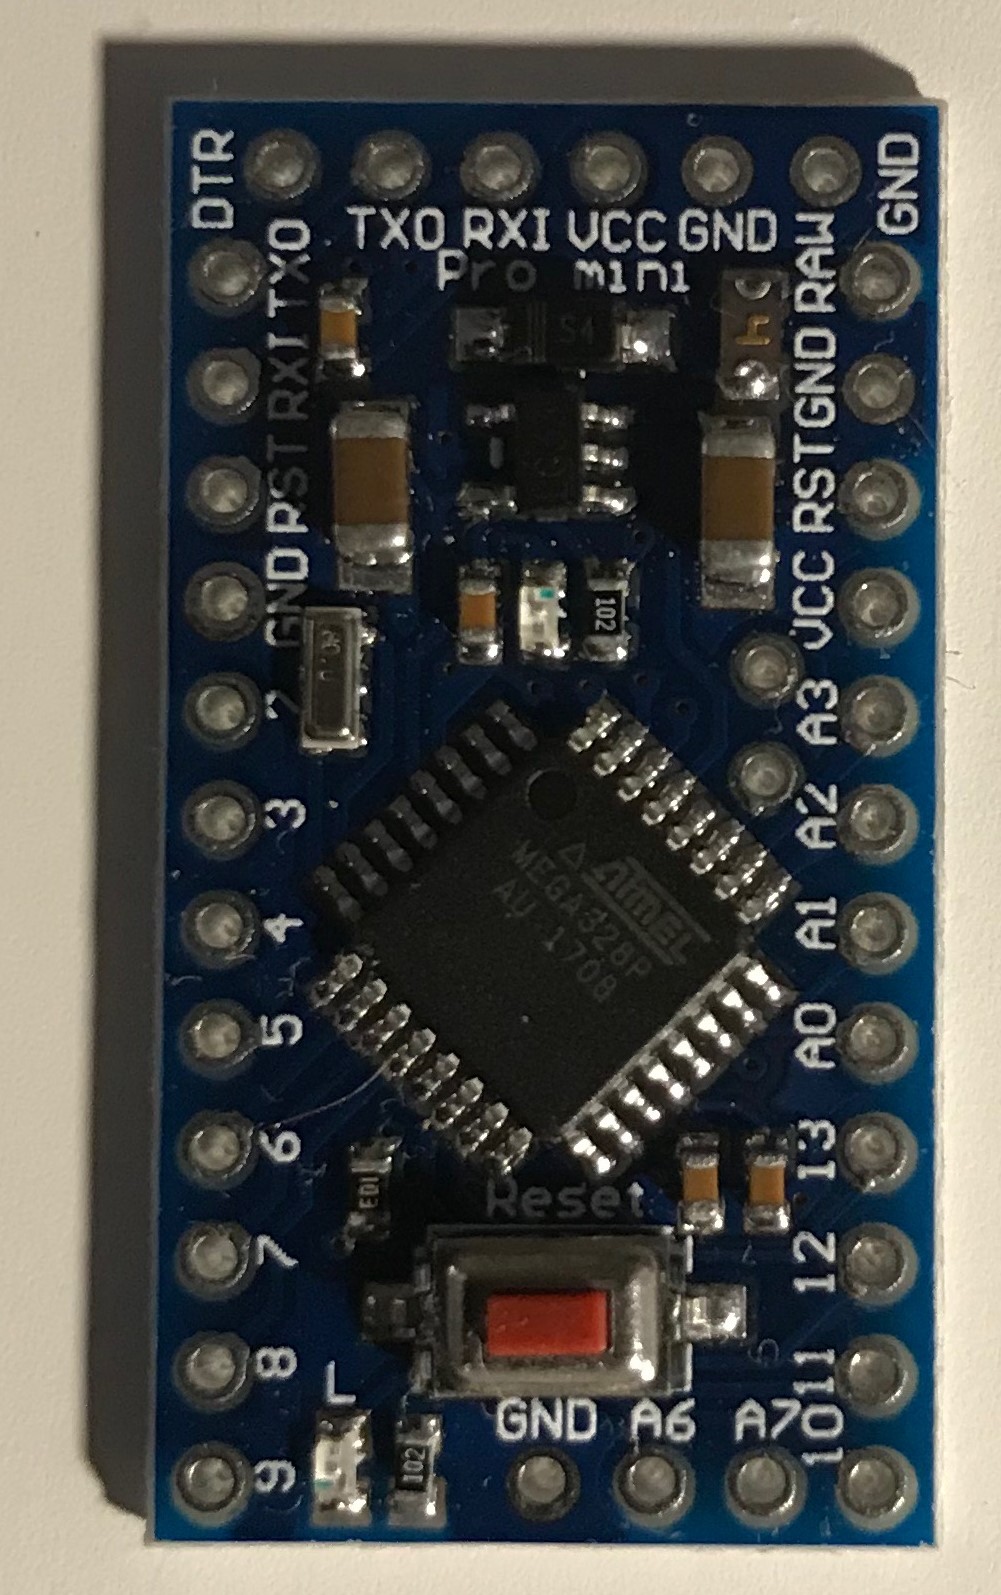 DTR
GND
TXO RXI VCC GND
Pro mini
TXO
RXI
RST
GND
2
3
4
5
6
7
8
9
RAW
GND
RST
VCC
A3
A2
A1
A0
13
12
11
10
S4
102
ATMEL
MEGA328P
AU 1708
Reset
L
102
GND A6 A7